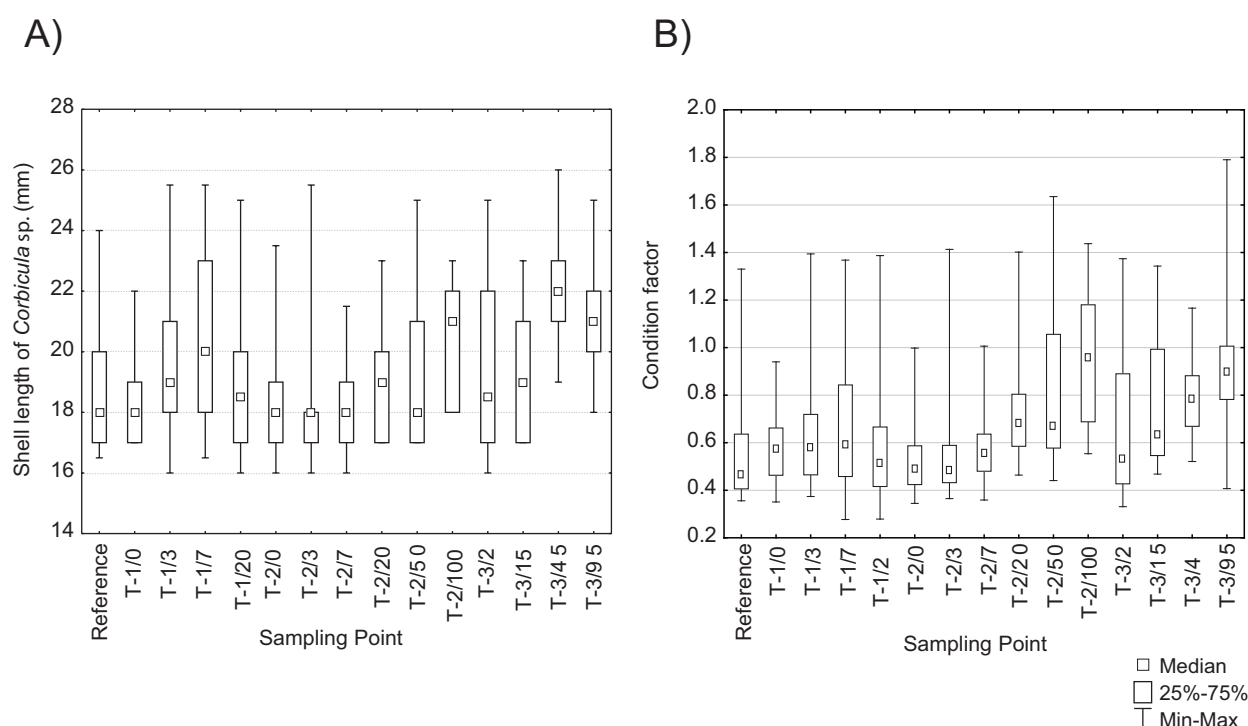 A)
B)
Shell length of Corbicula sp. (mm)
28
26
24
22
20
18
16
14
Reference
T-1/0
T-1/3
T-1/7
T-1/20
T-2/0
T-2/3
T-2/7
T-2/20
T-2/5 0
T-2/100
T-3/2
T-3/15
T-3/4 5
T-3/9 5
Sampling Point
Condition factor
2.0
1.8
1.6
1.4
1.2
1.0
0.8
0.6
0.4
0.2
Reference
T-1/0
T-1/3
T-1/7
T-1/2
T-2/0
T-2/3
T-2/7
T-2/2 0
T-2/5 0
T-2/100
T-3/2
T-3/1 5
T-3/4
T-3/9 5
Sampling Point
Median
25%-75%
Min-Max